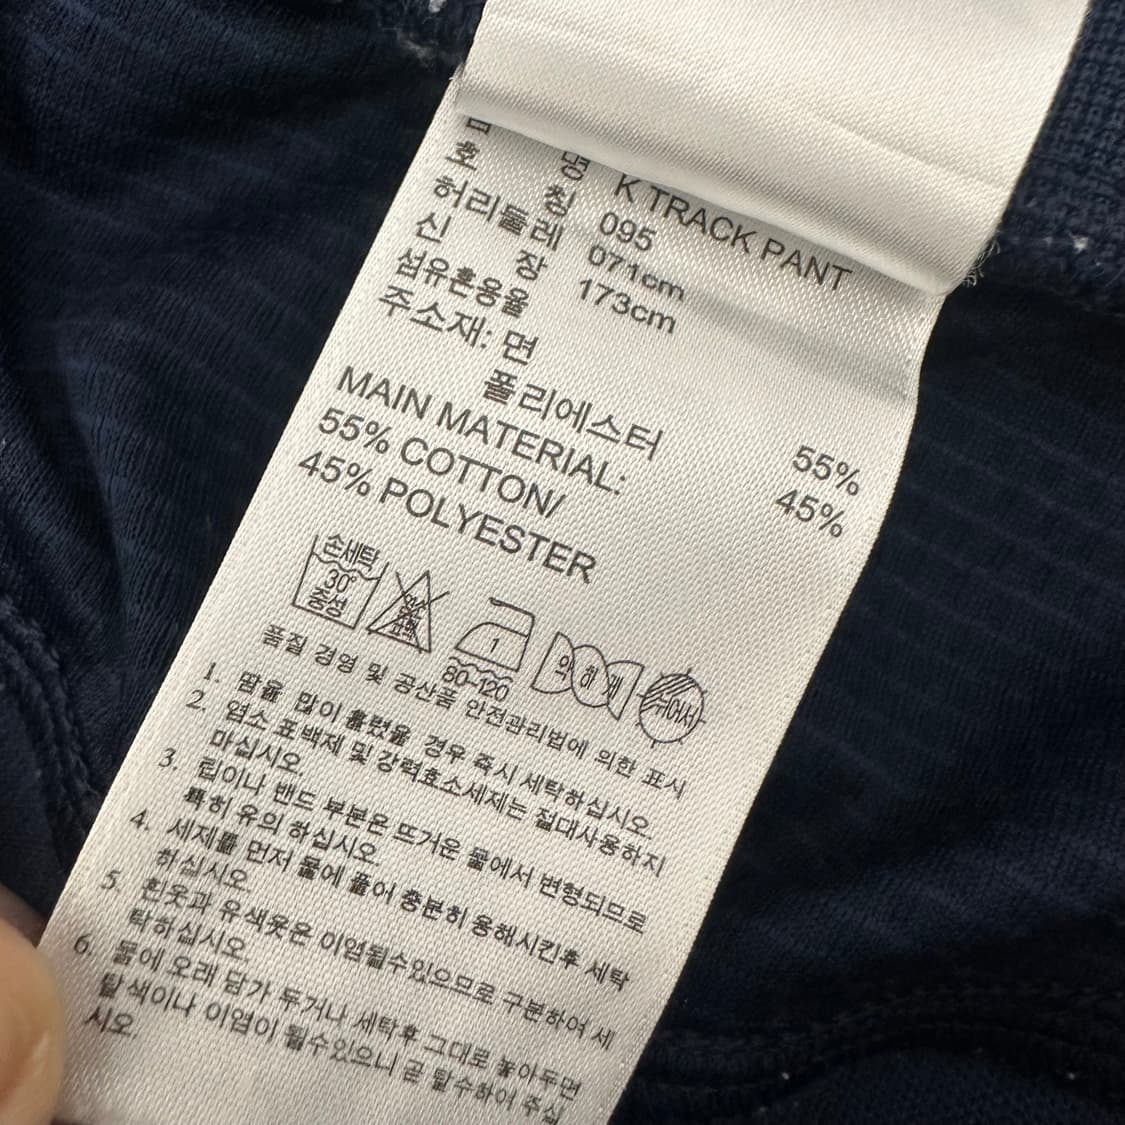 명 K TRACK PANT
호 칭 095
허리둘레 071cm
신 장 173cm
섬유혼용율
주소재: 면 55%
폴리에스터 45%
MAIN MATERIAL:
55% COTTON/
45% POLYESTER
손세탁
30°
중성
1
80-120
약하게
뉘어서
품질 경영 및 공산품 안전관리법에 의한 표시
1. 땀을 많이 흘렸을 경우 즉시 세탁하십시오.
2. 염소 표백제 및 강력효소세제는 절대사용하지
마십시오.
3. 립이나 밴드 부분은 뜨거운 물에서 변형되므로
특히 유의 하십시오.
4. 세제를 먼저 물에 풀어 충분히 용해시킨후 세탁
하십시오.
5. 흰옷과 유색옷은 이염될수있으므로 구분하여 세
탁하십시오.
6. 물에 오래 담가 두거나 세탁후 그대로 놓아두면
탈색이나 이염이 될수있으니 곧 탈수하여 주십
시오.